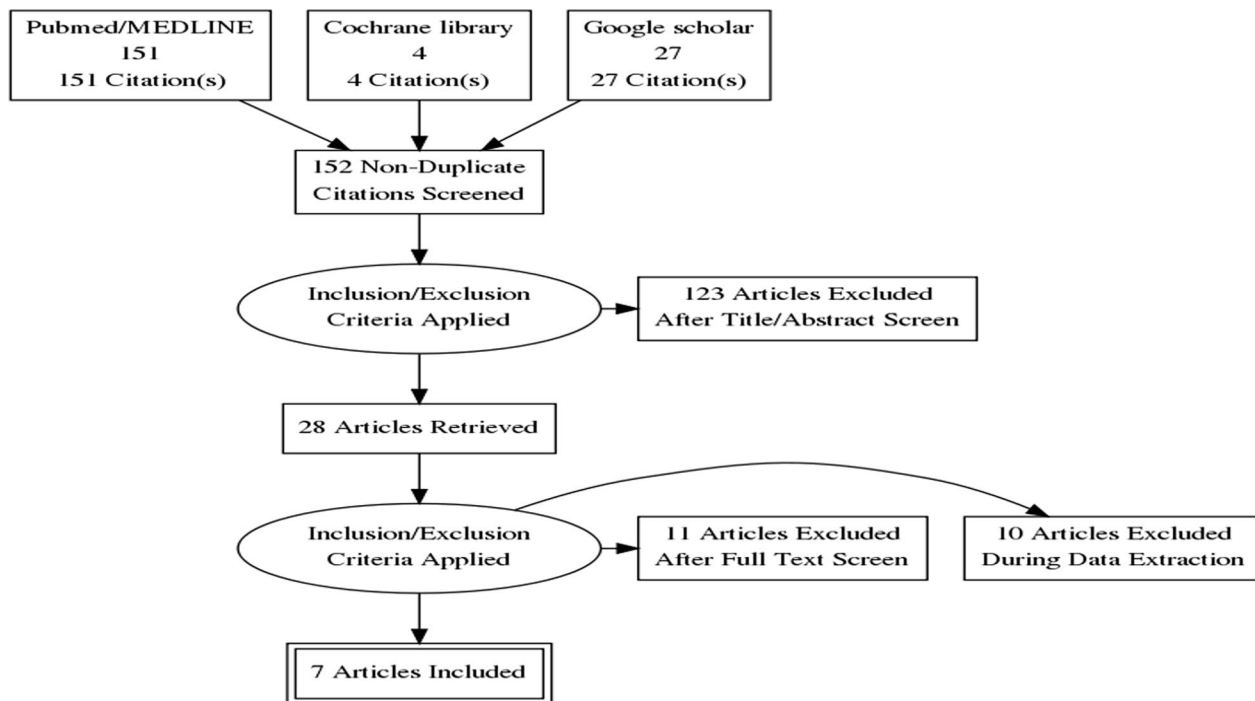 Pubmed/MEDLINE
151
151 Citation(s)
Cochrane library
4
4 Citation(s)
Google scholar
27
27 Citation(s)
152 Non-Duplicate
Citations Screened
Inclusion/Exclusion
Criteria Applied
123 Articles Excluded
After Title/Abstract Screen
28 Articles Retrieved
Inclusion/Exclusion
Criteria Applied
11 Articles Excluded
After Full Text Screen
10 Articles Excluded
During Data Extraction
7 Articles Included